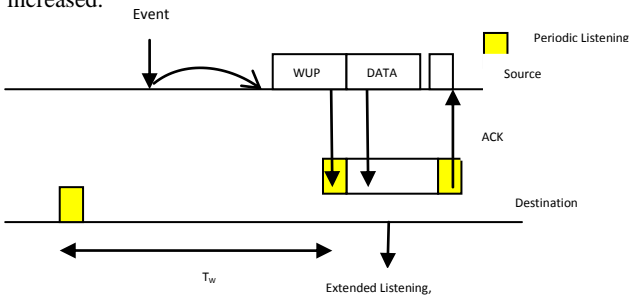 increased.
Event
Periodic Listening
WUP DATA
Source
ACK
Destination
Tw
Extended Listening,